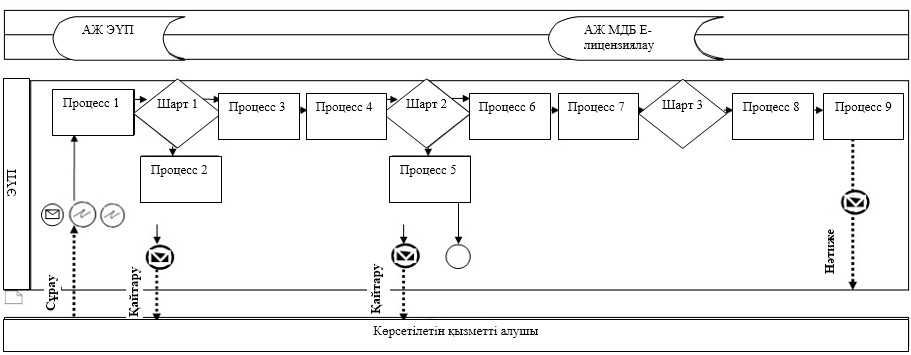 АЖ ЭҮП
АЖ МДБ Е-
лицензиялау
ЭҮП
Процесс 1
Шарт 1
Процесс 3
Процесс 4
Шарт 2
Процесс 6
Процесс 7
Шарт 3
Процесс 8
Процесс 9
Процесс 2
Процесс 5
Сұрау
Қайтару
Қайтару
Нәтиже
Көрсетілетін қызметті алушы